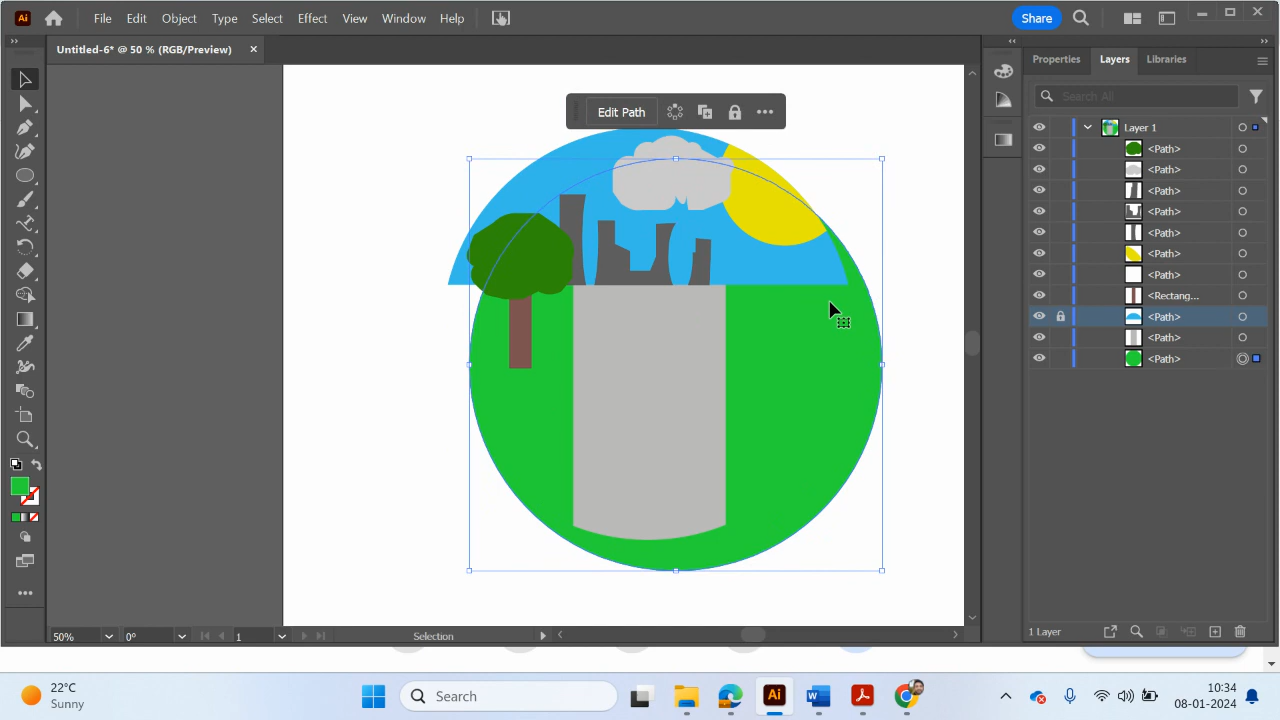 Ai File Edit Object Type Select Effect View Window Help Share
Untitled-6* @ 50 % (RGB/Preview)
Properties Layers Libraries
Search All
Edit Path
Layer 1
<Path>
<Path>
<Path>
<Path>
<Path>
<Path>
<Path>
<Rectang...
<Path>
<Path>
<Path>
50% 0° 1 Selection
1 Layer
22°C
Sunny
Search
Ai
W
10:34
08-01-2024